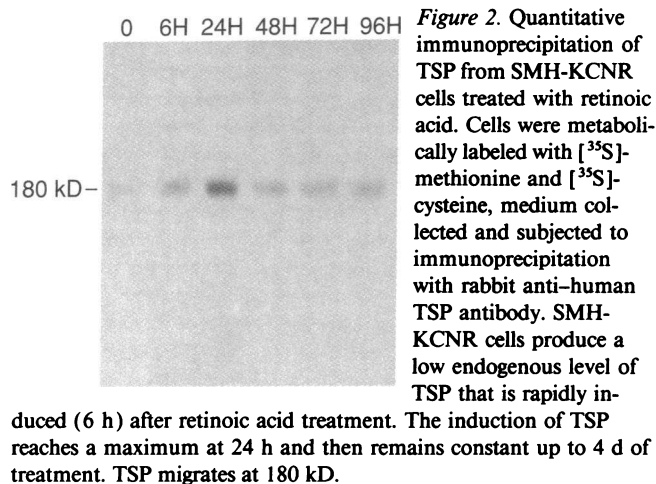 0 6H 24H 48H 72H 96H
180 kD–
Figure 2. Quantitative
immunoprecipitation of
TSP from SMH-KCNR
cells treated with retinoic
acid. Cells were metaboli-
cally labeled with [³⁵S]-
methionine and [³⁵S]-
cysteine, medium col-
lected and subjected to
immunoprecipitation
with rabbit anti–human
TSP antibody. SMH-
KCNR cells produce a
low endogenous level of
TSP that is rapidly in-
duced (6 h) after retinoic acid treatment. The induction of TSP
reaches a maximum at 24 h and then remains constant up to 4 d of
treatment. TSP migrates at 180 kD.